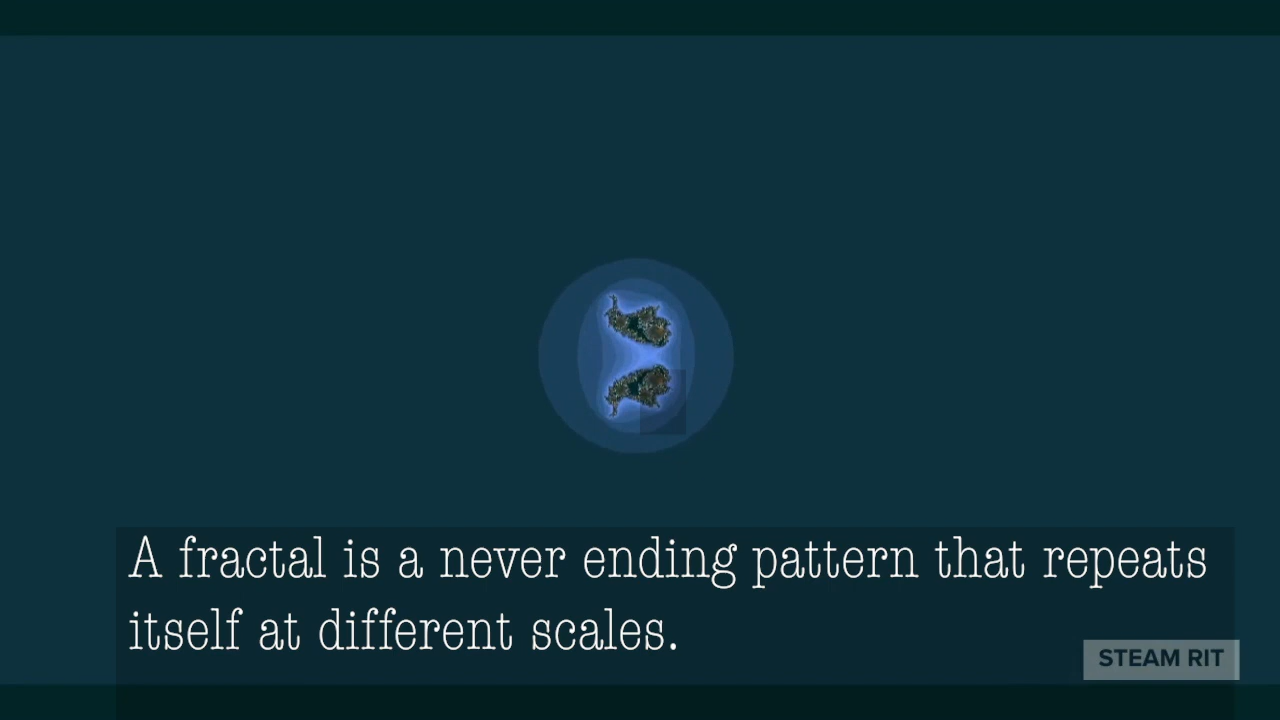 A fractal is a never ending pattern that repeats
itself at different scales.
STEAM RIT